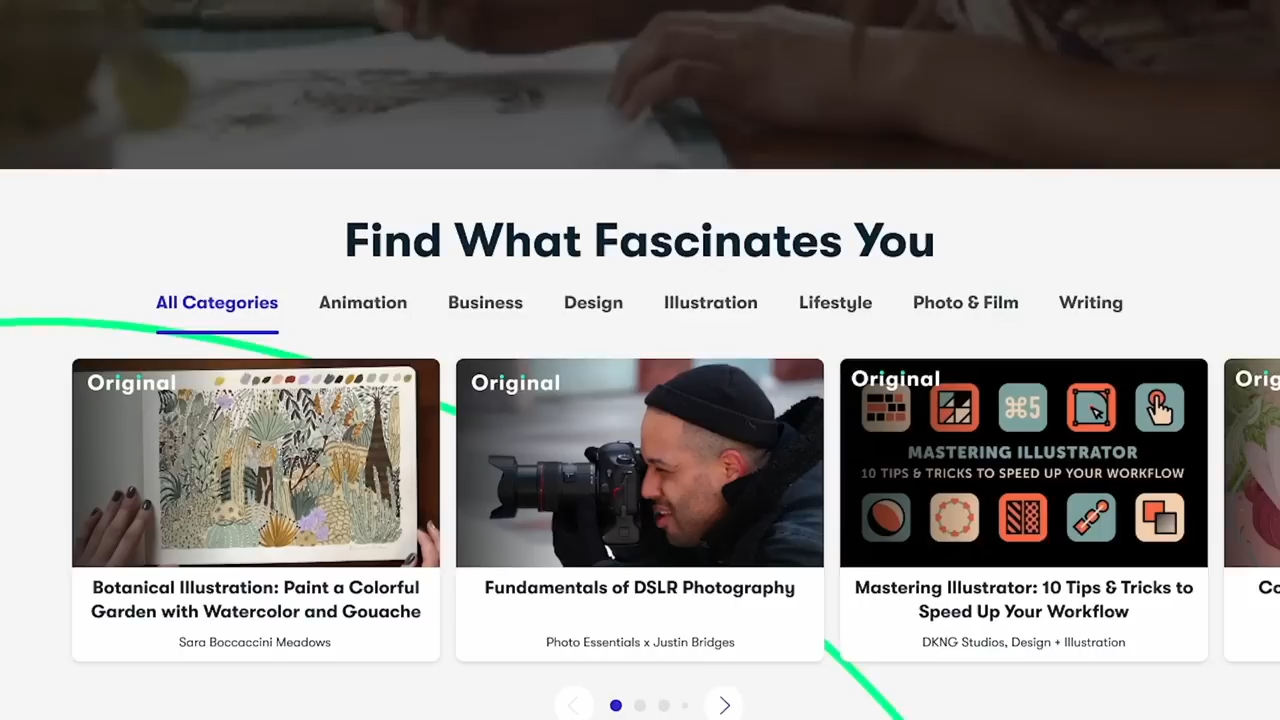 Find What Fascinates You
All Categories Animation Business Design Illustration Lifestyle Photo & Film Writing
Original
Botanical Illustration: Paint a Colorful
Garden with Watercolor and Gouache
Sara Boccaccini Meadows
Original
Fundamentals of DSLR Photography
Photo Essentials x Justin Bridges
Original
⌘5
MASTERING ILLUSTRATOR
10 TIPS & TRICKS TO SPEED UP YOUR WORKFLOW
Mastering Illustrator: 10 Tips & Tricks to
Speed Up Your Workflow
DKNG Studios, Design + Illustration